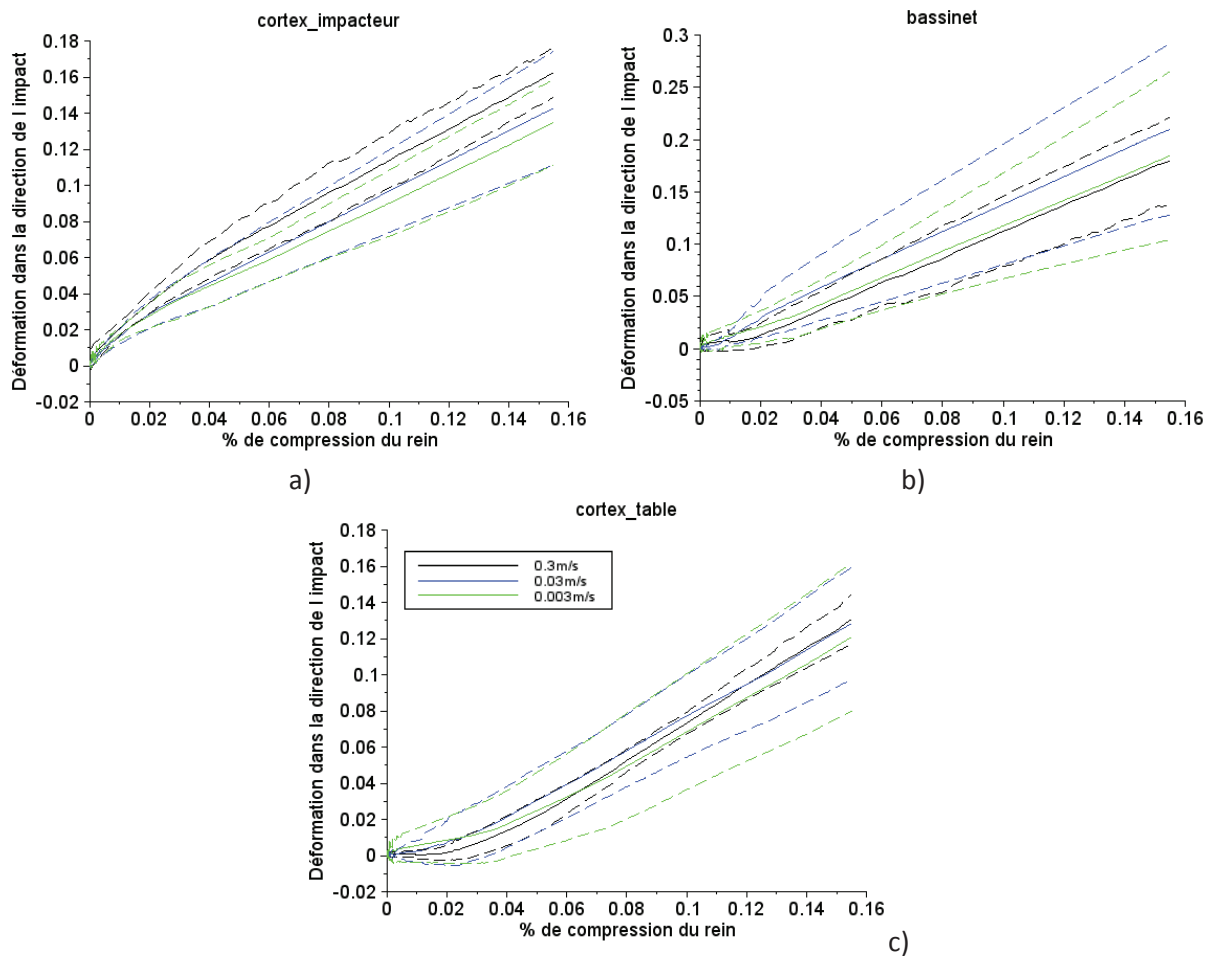 cortex_impacteur
Déformation dans la direction de l impact
0.18
0.16
0.14
0.12
0.1
0.08
0.06
0.04
0.02
0
-0.02
0 0.02 0.04 0.06 0.08 0.1 0.12 0.14 0.16
% de compression du rein
a)
bassinet
Déformation dans la direction de l impact
0.3
0.25
0.2
0.15
0.1
0.05
0
-0.05
0 0.02 0.04 0.06 0.08 0.1 0.12 0.14 0.16
% de compression du rein
b)
cortex_table
Déformation dans la direction de l impact
0.18
0.16
0.14
0.12
0.1
0.08
0.06
0.04
0.02
0
-0.02
0.3m/s
0.03m/s
0.003m/s
0 0.02 0.04 0.06 0.08 0.1 0.12 0.14 0.16
% de compression du rein
c)